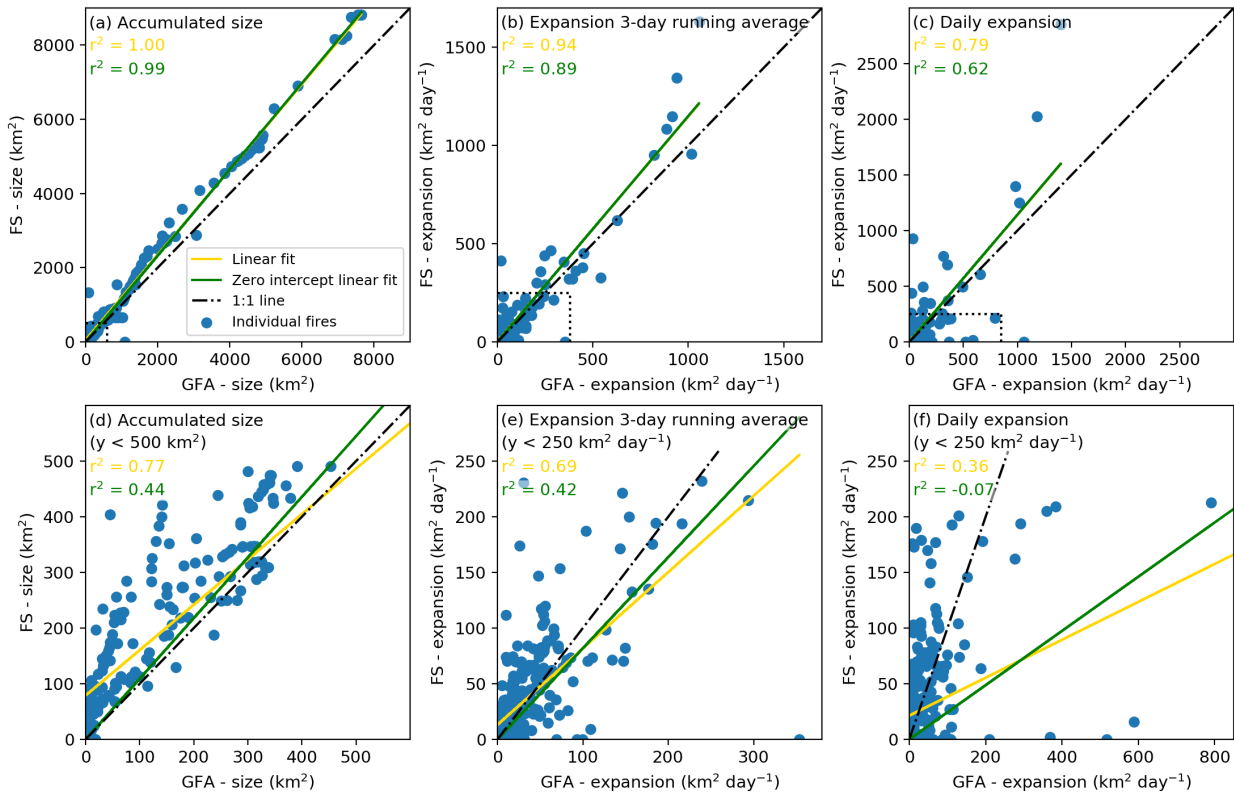 (a) Accumulated size
r² = 1.00
r² = 0.99
8000
6000
4000
2000
0
FS - size (km²)
0 2000 4000 6000 8000
GFA - size (km²)
Linear fit
Zero intercept linear fit
1:1 line
Individual fires
(b) Expansion 3-day running average
r² = 0.94
r² = 0.89
1500
1000
500
0
FS - expansion (km² day⁻¹)
0 500 1000 1500
GFA - expansion (km² day⁻¹)
(c) Daily expansion
r² = 0.79
r² = 0.62
2500
2000
1500
1000
500
0
FS - expansion (km² day⁻¹)
0 500 1000 1500 2000 2500
GFA - expansion (km² day⁻¹)
(d) Accumulated size
(y < 500 km²)
r² = 0.77
r² = 0.44
500
400
300
200
100
0
FS - size (km²)
0 100 200 300 400 500
GFA - size (km²)
(e) Expansion 3-day running average
(y < 250 km² day⁻¹)
r² = 0.69
r² = 0.42
250
200
150
100
50
0
FS - expansion (km² day⁻¹)
0 100 200 300
GFA - expansion (km² day⁻¹)
(f) Daily expansion
(y < 250 km² day⁻¹)
r² = 0.36
r² = -0.07
250
200
150
100
50
0
FS - expansion (km² day⁻¹)
0 200 400 600 800
GFA - expansion (km² day⁻¹)